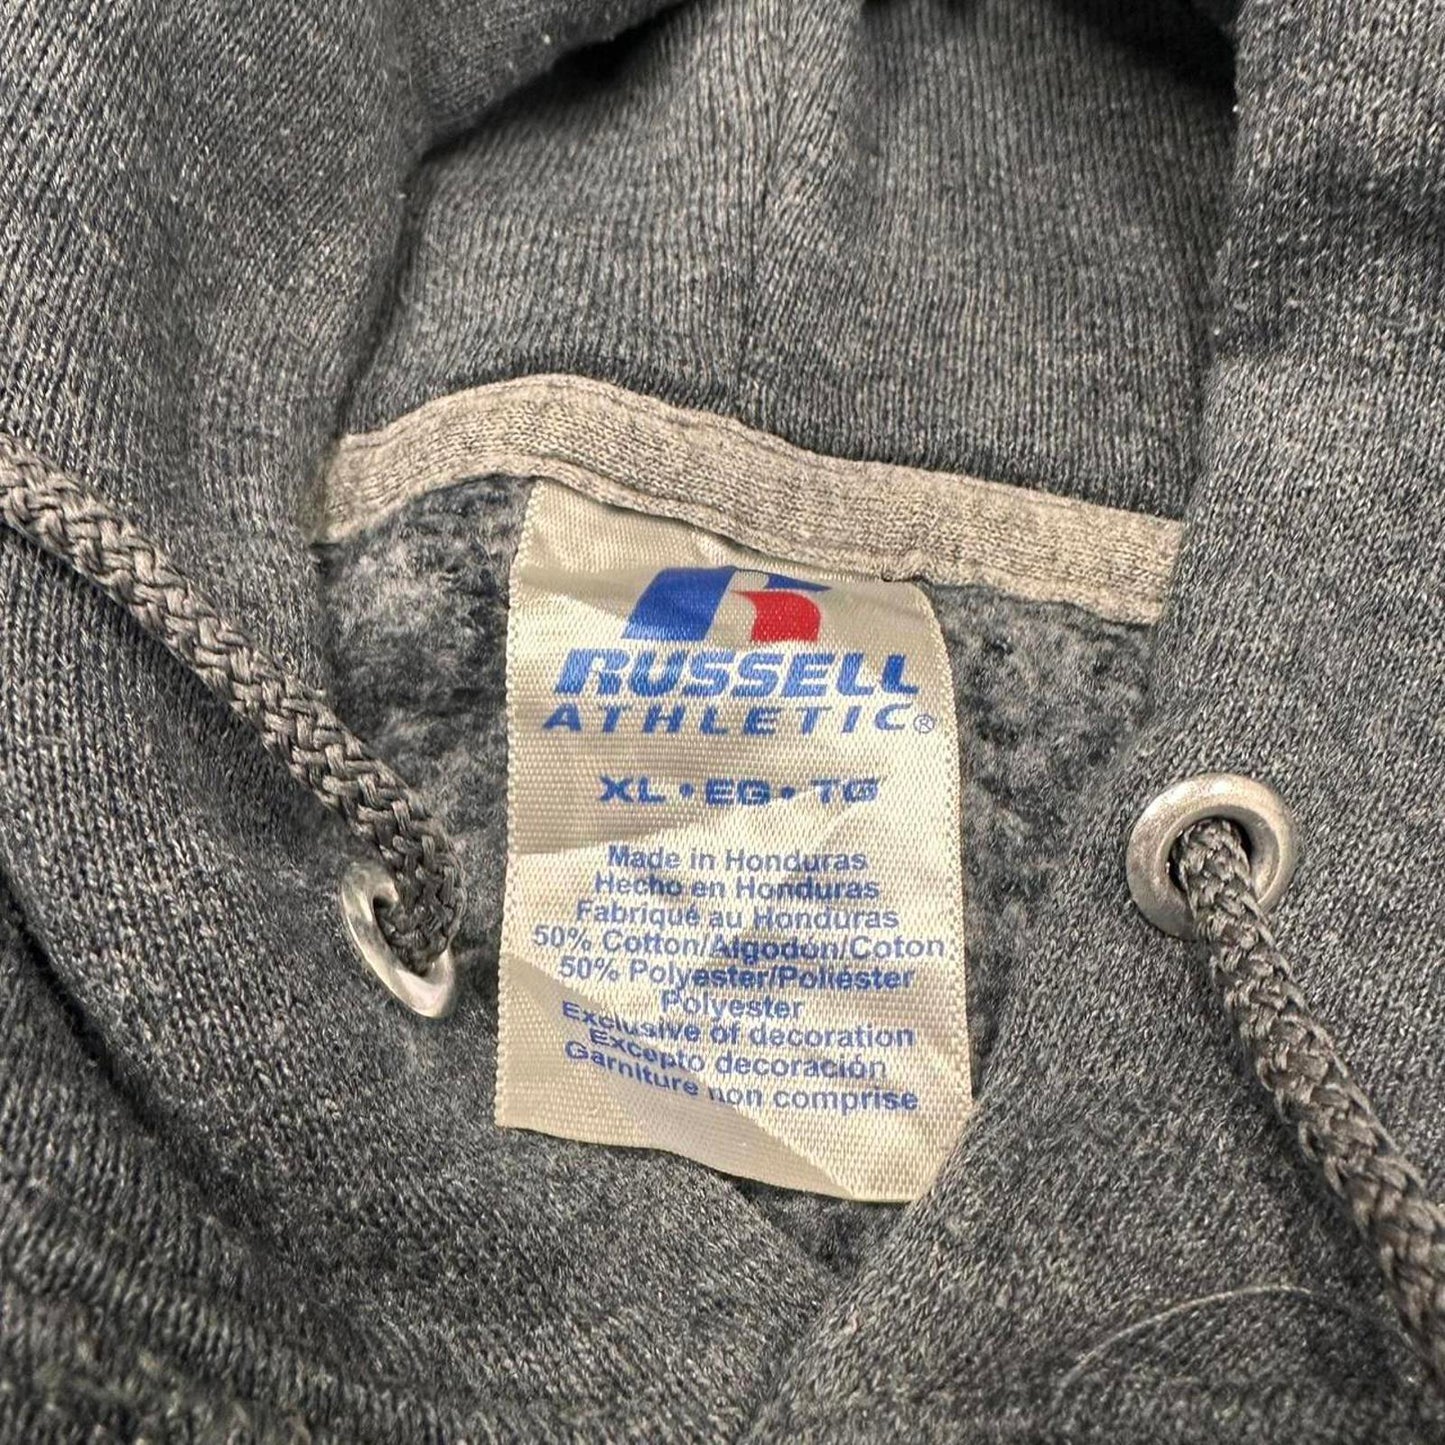 RUSSELL
ATHLETIC®
XL • EG • TG
Made in Honduras
Hecho en Honduras
Fabriqué au Honduras
50% Cotton/Algodón/Coton
50% Polyester/Poliéster
Polyester
Exclusive of decoration
Excepto decoración
Garniture non comprise